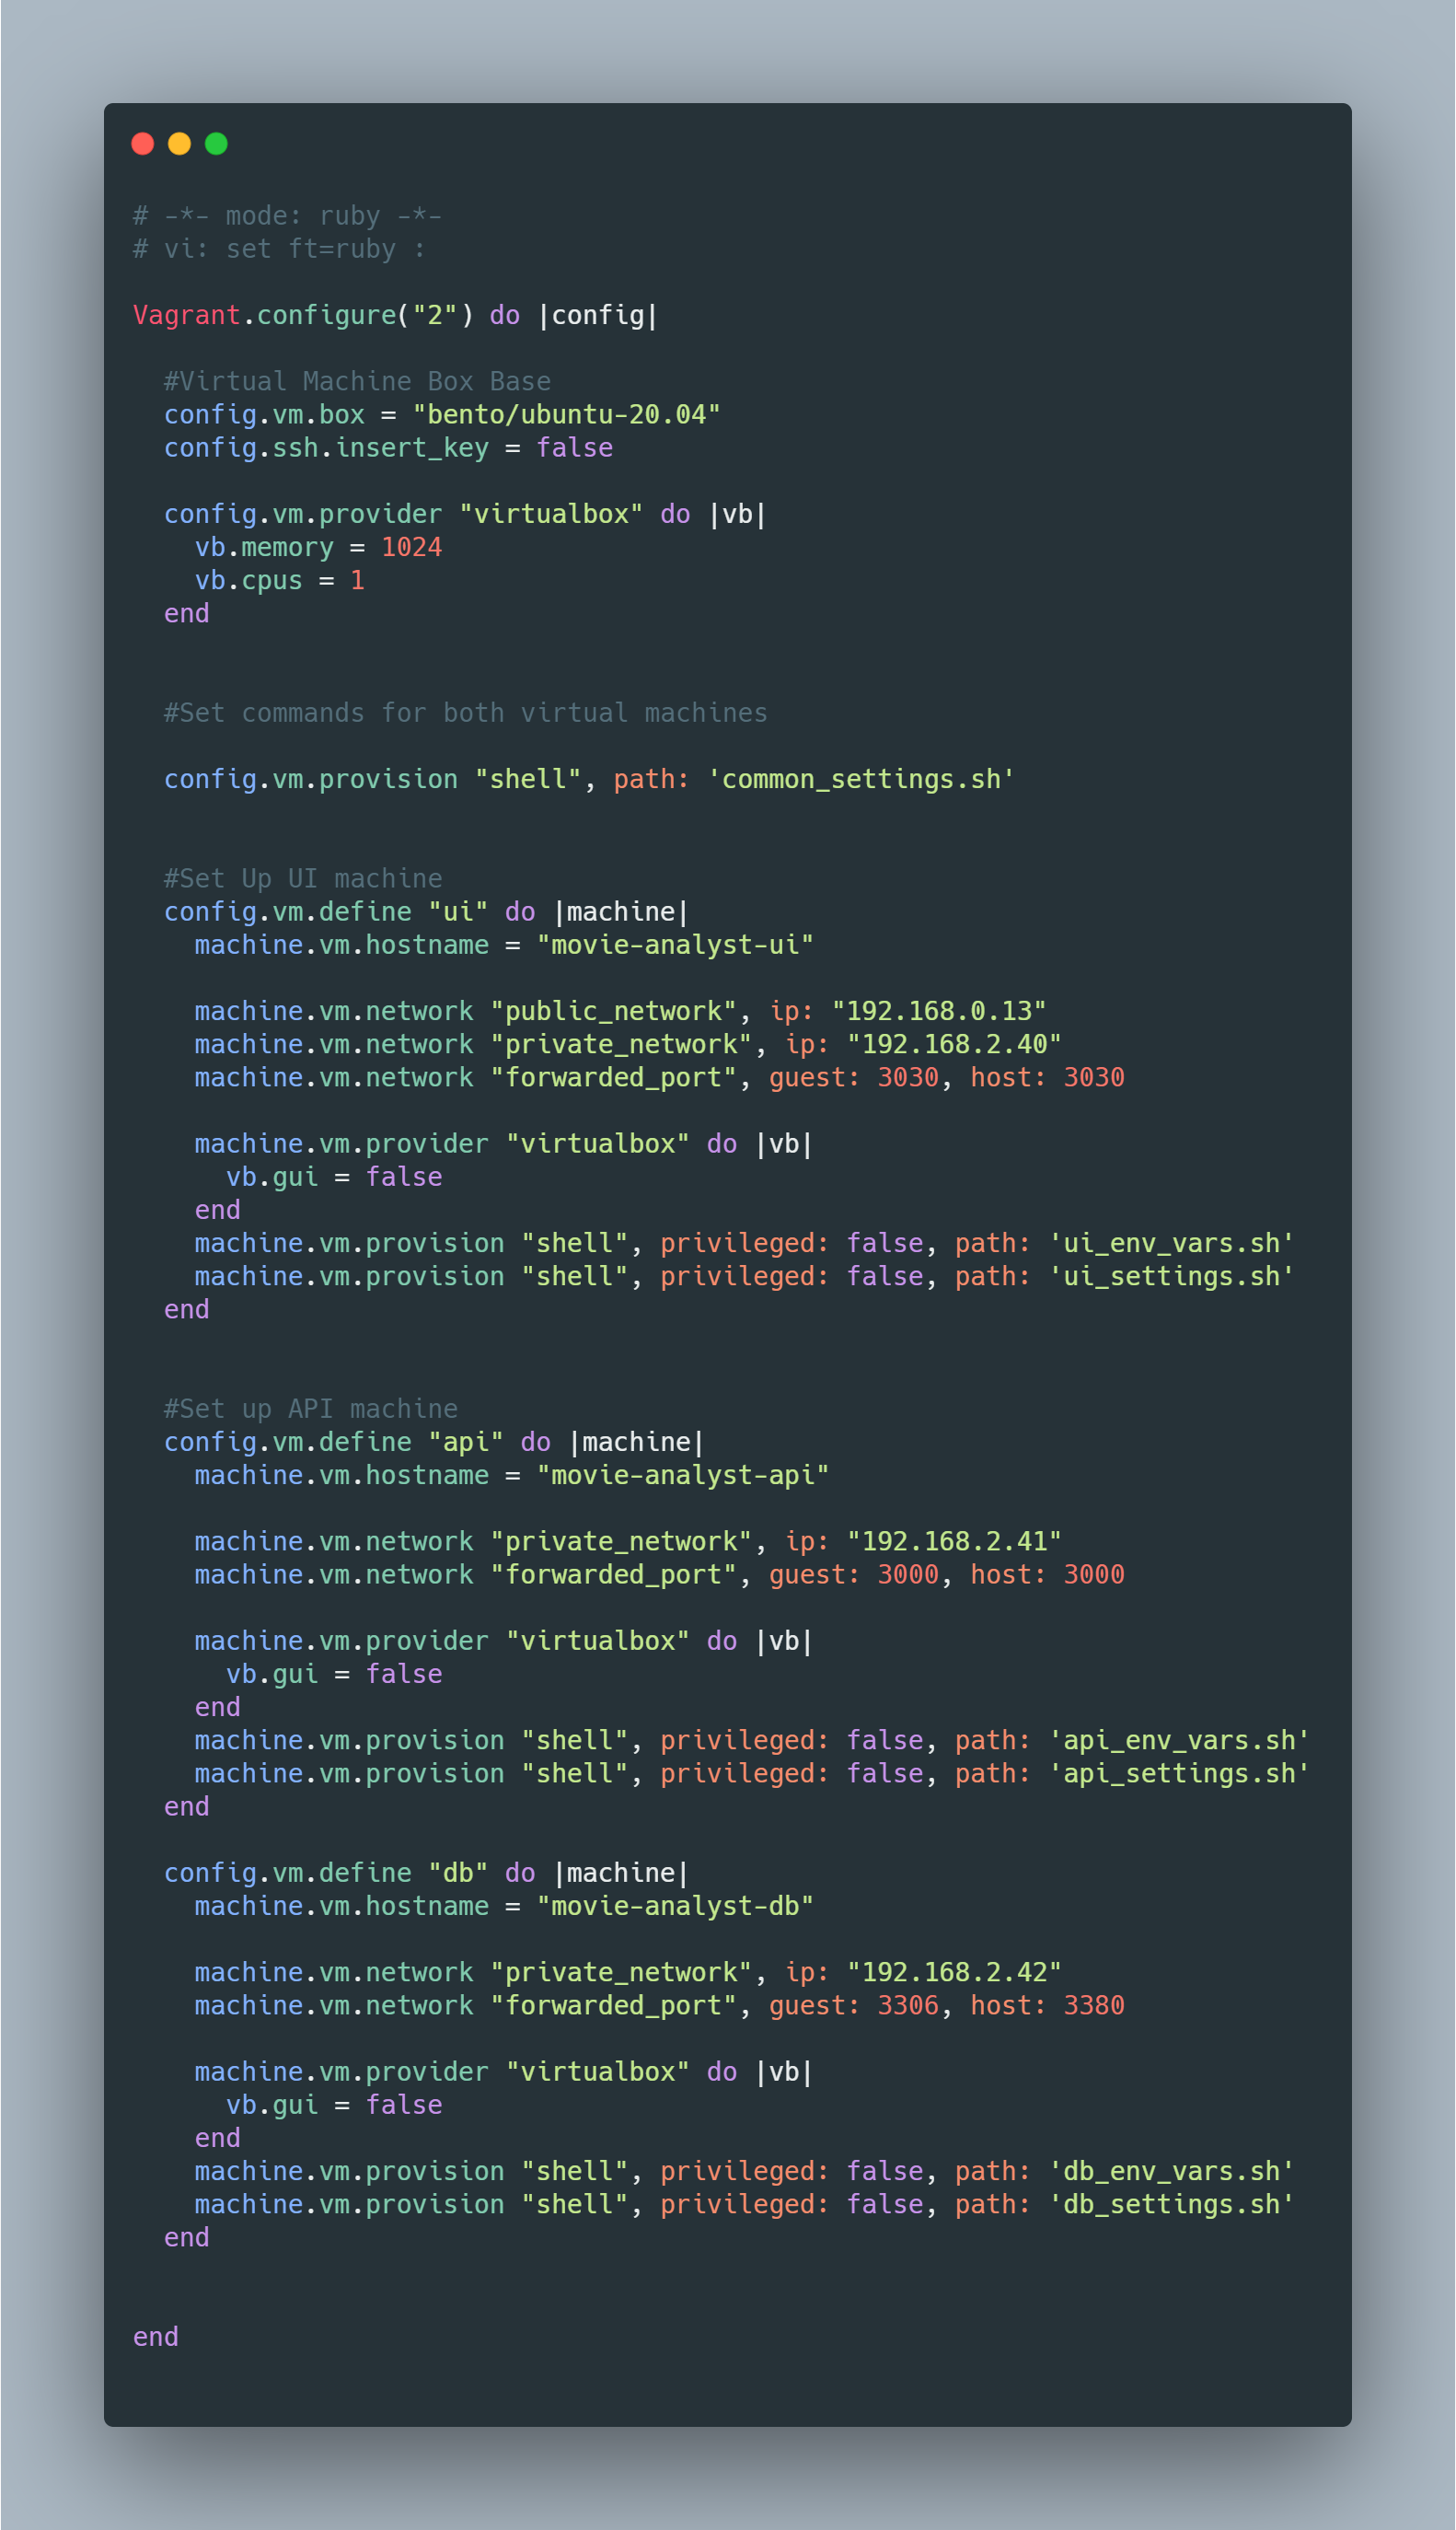 # -*- mode: ruby -*-
# vi: set ft=ruby :

Vagrant.configure("2") do |config|

  #Virtual Machine Box Base
  config.vm.box = "bento/ubuntu-20.04"
  config.ssh.insert_key = false

  config.vm.provider "virtualbox" do |vb|
    vb.memory = 1024
    vb.cpus = 1
  end


  #Set commands for both virtual machines

  config.vm.provision "shell", path: 'common_settings.sh'


  #Set Up UI machine
  config.vm.define "ui" do |machine|
    machine.vm.hostname = "movie-analyst-ui"

    machine.vm.network "public_network", ip: "192.168.0.13"
    machine.vm.network "private_network", ip: "192.168.2.40"
    machine.vm.network "forwarded_port", guest: 3030, host: 3030

    machine.vm.provider "virtualbox" do |vb|
      vb.gui = false
    end
    machine.vm.provision "shell", privileged: false, path: 'ui_env_vars.sh'
    machine.vm.provision "shell", privileged: false, path: 'ui_settings.sh'
  end


  #Set up API machine
  config.vm.define "api" do |machine|
    machine.vm.hostname = "movie-analyst-api"

    machine.vm.network "private_network", ip: "192.168.2.41"
    machine.vm.network "forwarded_port", guest: 3000, host: 3000

    machine.vm.provider "virtualbox" do |vb|
      vb.gui = false
    end
    machine.vm.provision "shell", privileged: false, path: 'api_env_vars.sh'
    machine.vm.provision "shell", privileged: false, path: 'api_settings.sh'
  end

  config.vm.define "db" do |machine|
    machine.vm.hostname = "movie-analyst-db"

    machine.vm.network "private_network", ip: "192.168.2.42"
    machine.vm.network "forwarded_port", guest: 3306, host: 3380

    machine.vm.provider "virtualbox" do |vb|
      vb.gui = false
    end
    machine.vm.provision "shell", privileged: false, path: 'db_env_vars.sh'
    machine.vm.provision "shell", privileged: false, path: 'db_settings.sh'
  end


end